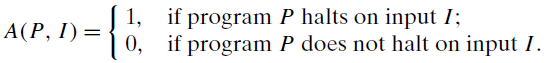 A(P, I) = { 1, if program P halts on input I;
0, if program P does not halt on input I.